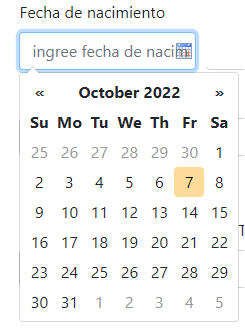 Fecha de nacimiento
ingree fecha de nacim
« October 2022 »
Su Mo Tu We Th Fr Sa
25 26 27 28 29 30 1
2 3 4 5 6 7 8
9 10 11 12 13 14 15
16 17 18 19 20 21 22
23 24 25 26 27 28 29
30 31 1 2 3 4 5
T